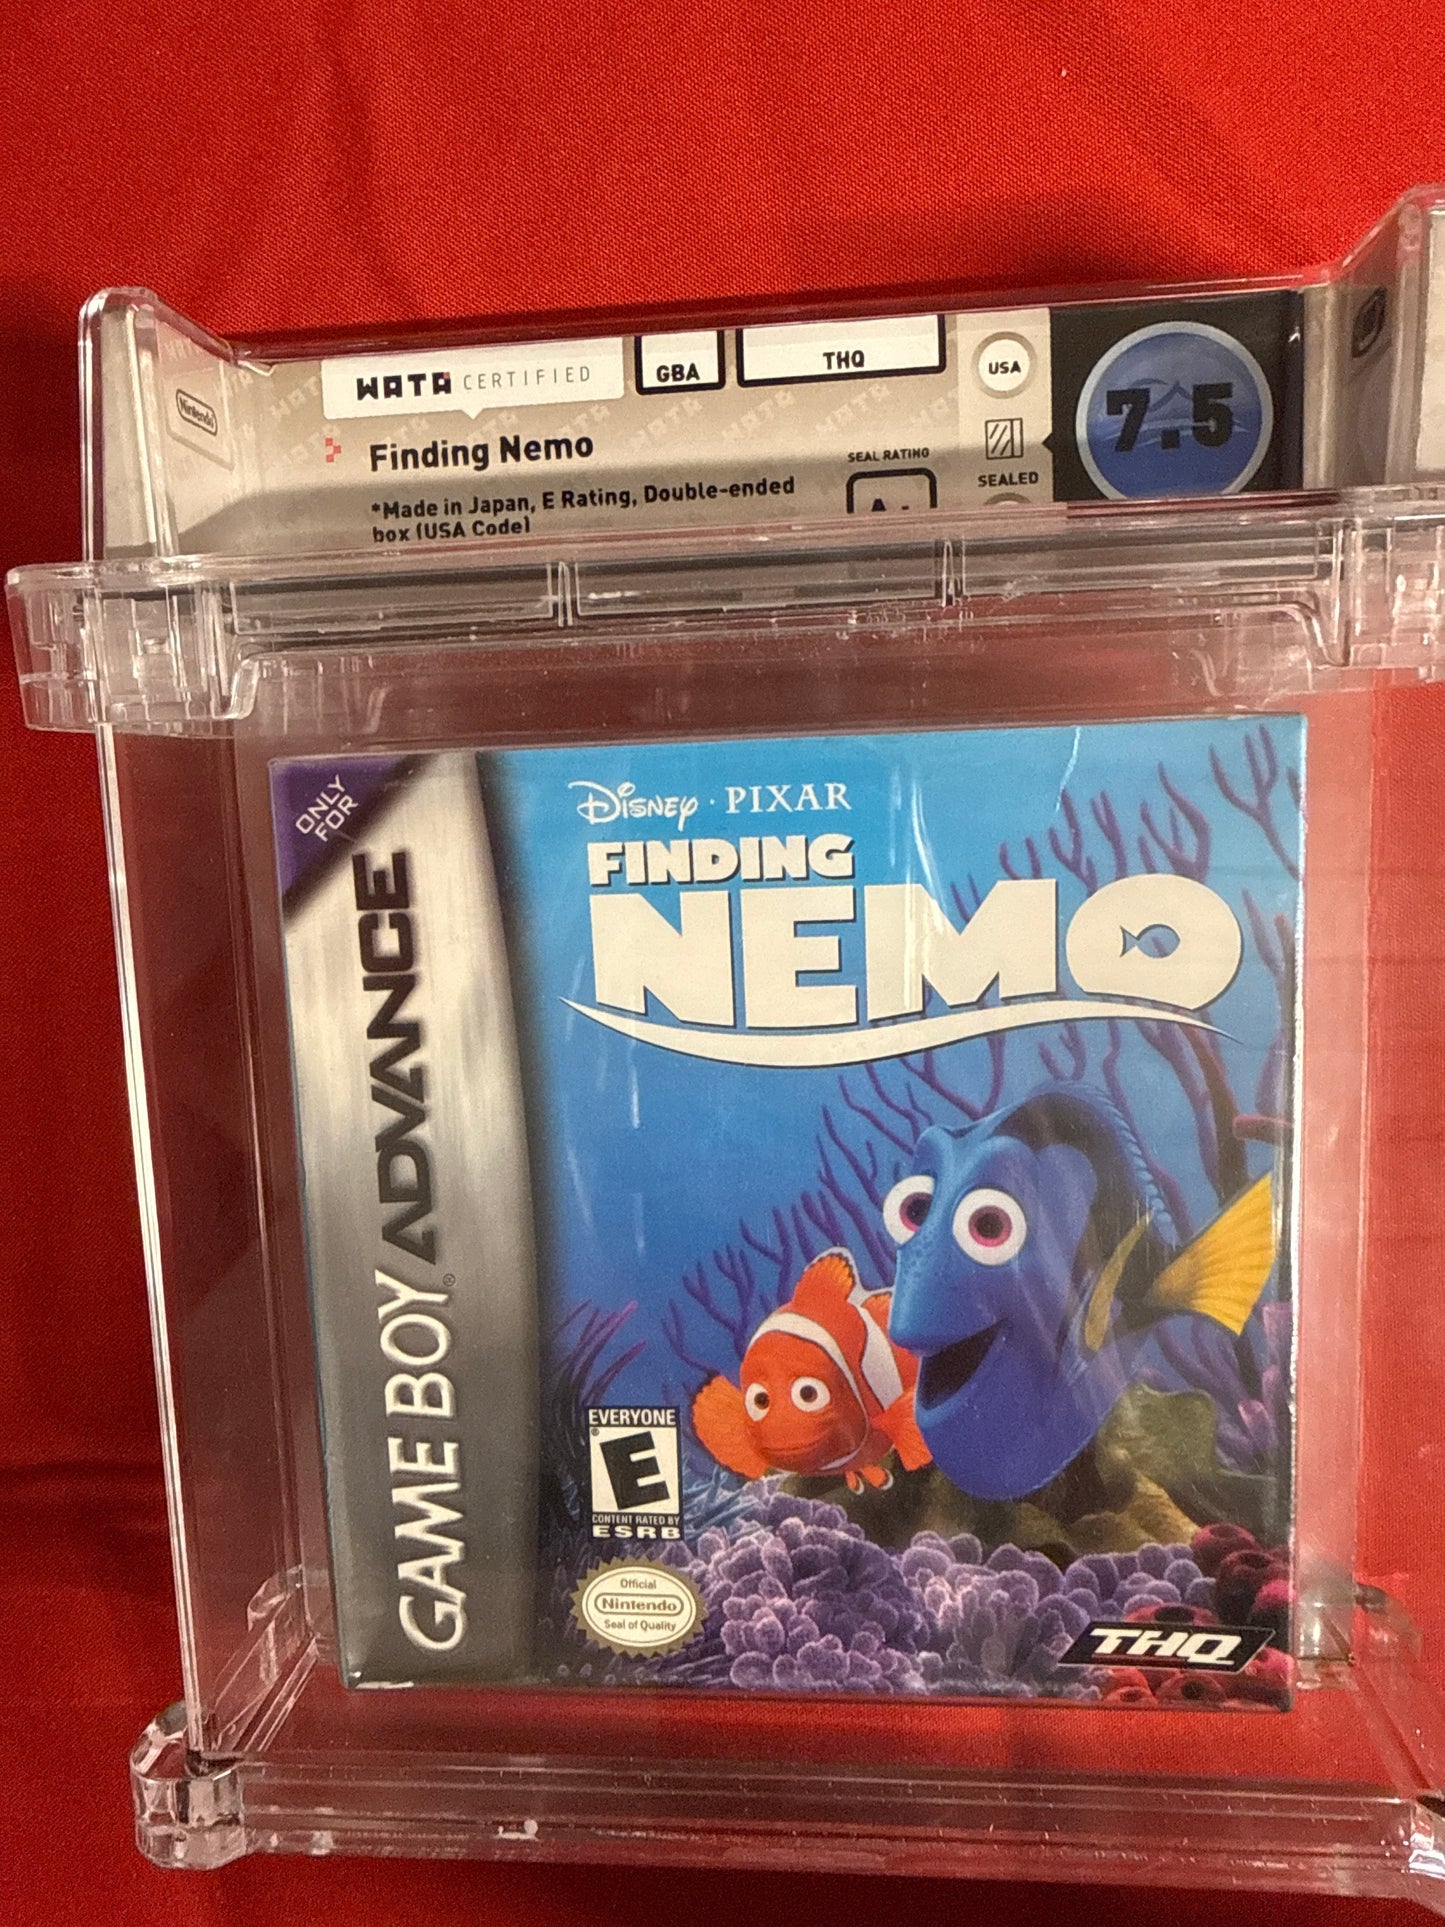 WATA CERTIFIED
GBA
THQ
USA
7.5
Nintendo
Finding Nemo
SEAL RATING
SEALED
*Made in Japan, E Rating, Double-ended
box (USA Code)
ONLY
FOR
GAME BOY® ADVANCE
Disney · PIXAR
FINDING
NEMO
EVERYONE
E
®
CONTENT RATED BY
ESRB
Official
Nintendo
Seal of Quality
THQ